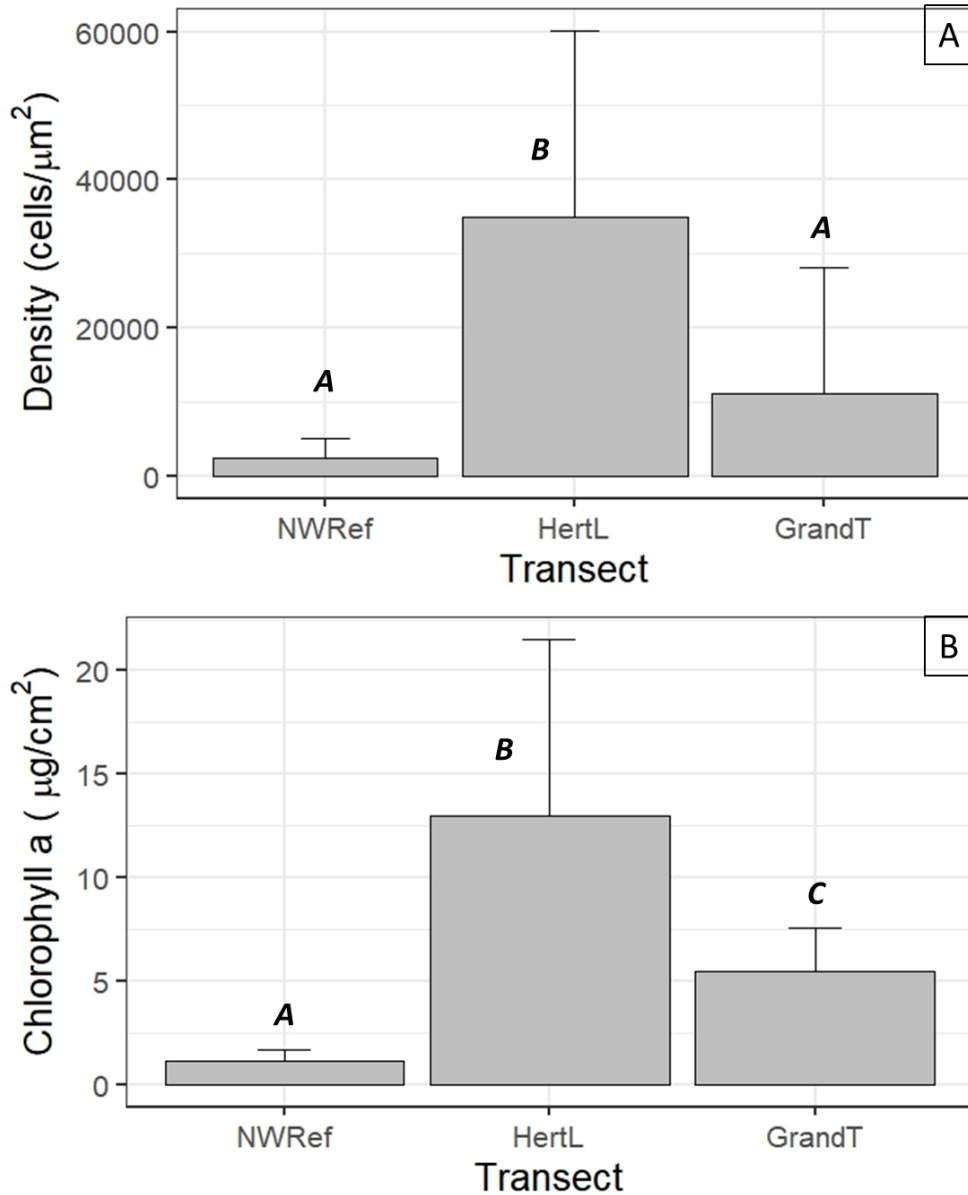 A
60000
B
40000
A
20000
A
0
Density (cells/μm²)
NWRef HertL GrandT
Transect
B
20
B
15
10
C
5
A
0
Chlorophyll a ( μg/cm²)
NWRef HertL GrandT
Transect